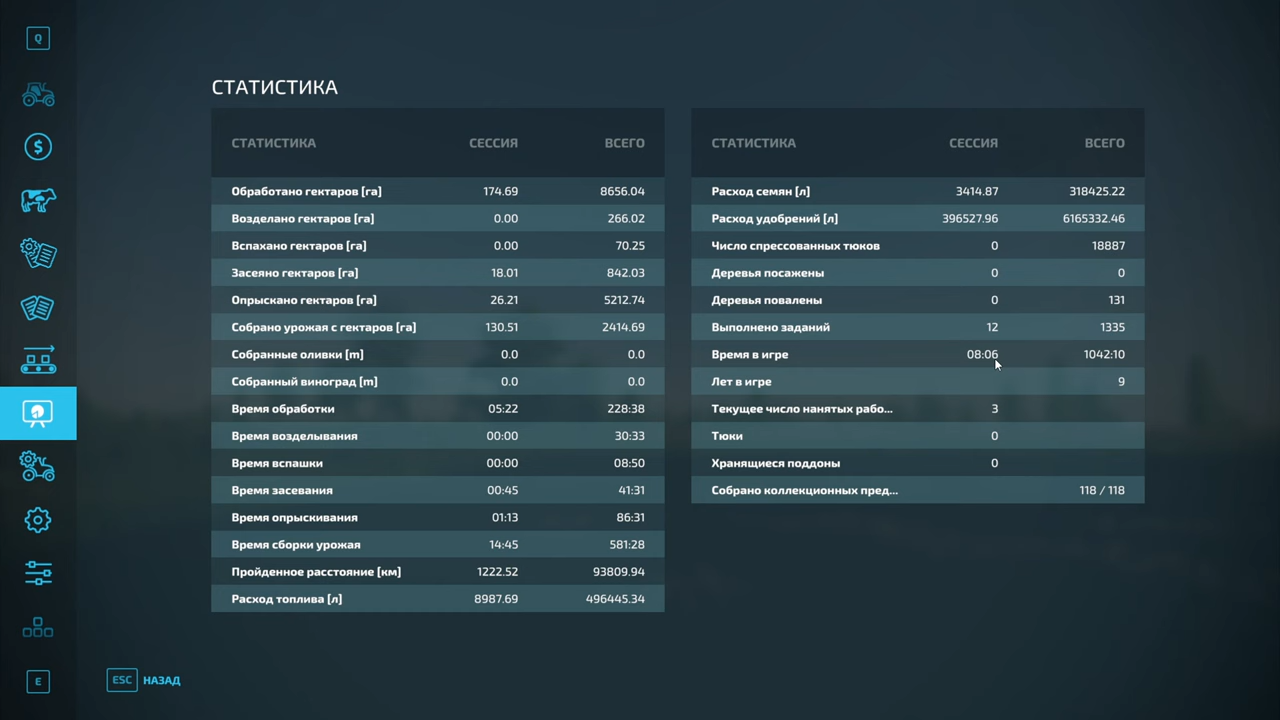 Q
СТАТИСТИКА
СТАТИСТИКА СЕССИЯ ВСЕГО
Обработано гектаров [га] 174.69 8656.04
Возделано гектаров [га] 0.00 266.02
Вспахано гектаров [га] 0.00 70.25
Засеяно гектаров [га] 18.01 842.03
Опрыскано гектаров [га] 26.21 5212.74
Собрано урожая с гектаров [га] 130.51 2414.69
Собранные оливки [m] 0.0 0.0
Собранный виноград [m] 0.0 0.0
Время обработки 05:22 228:38
Время возделывания 00:00 30:33
Время вспашки 00:00 08:50
Время засевания 00:45 41:31
Время опрыскивания 01:13 86:31
Время сборки урожая 14:45 581:28
Пройденное расстояние [км] 1222.52 93809.94
Расход топлива [л] 8987.69 496445.34
СТАТИСТИКА СЕССИЯ ВСЕГО
Расход семян [л] 3414.87 318425.22
Расход удобрений [л] 396527.96 6165332.46
Число спрессованных тюков 0 18887
Деревья посажены 0 0
Деревья повалены 0 131
Выполнено заданий 12 1335
Время в игре 08:06 1042:10
Лет в игре 9
Текущее число нанятых рабо... 3
Тюки 0
Хранящиеся поддоны 0
Собрано коллекционных пред... 118 / 118
E
ESC НАЗАД